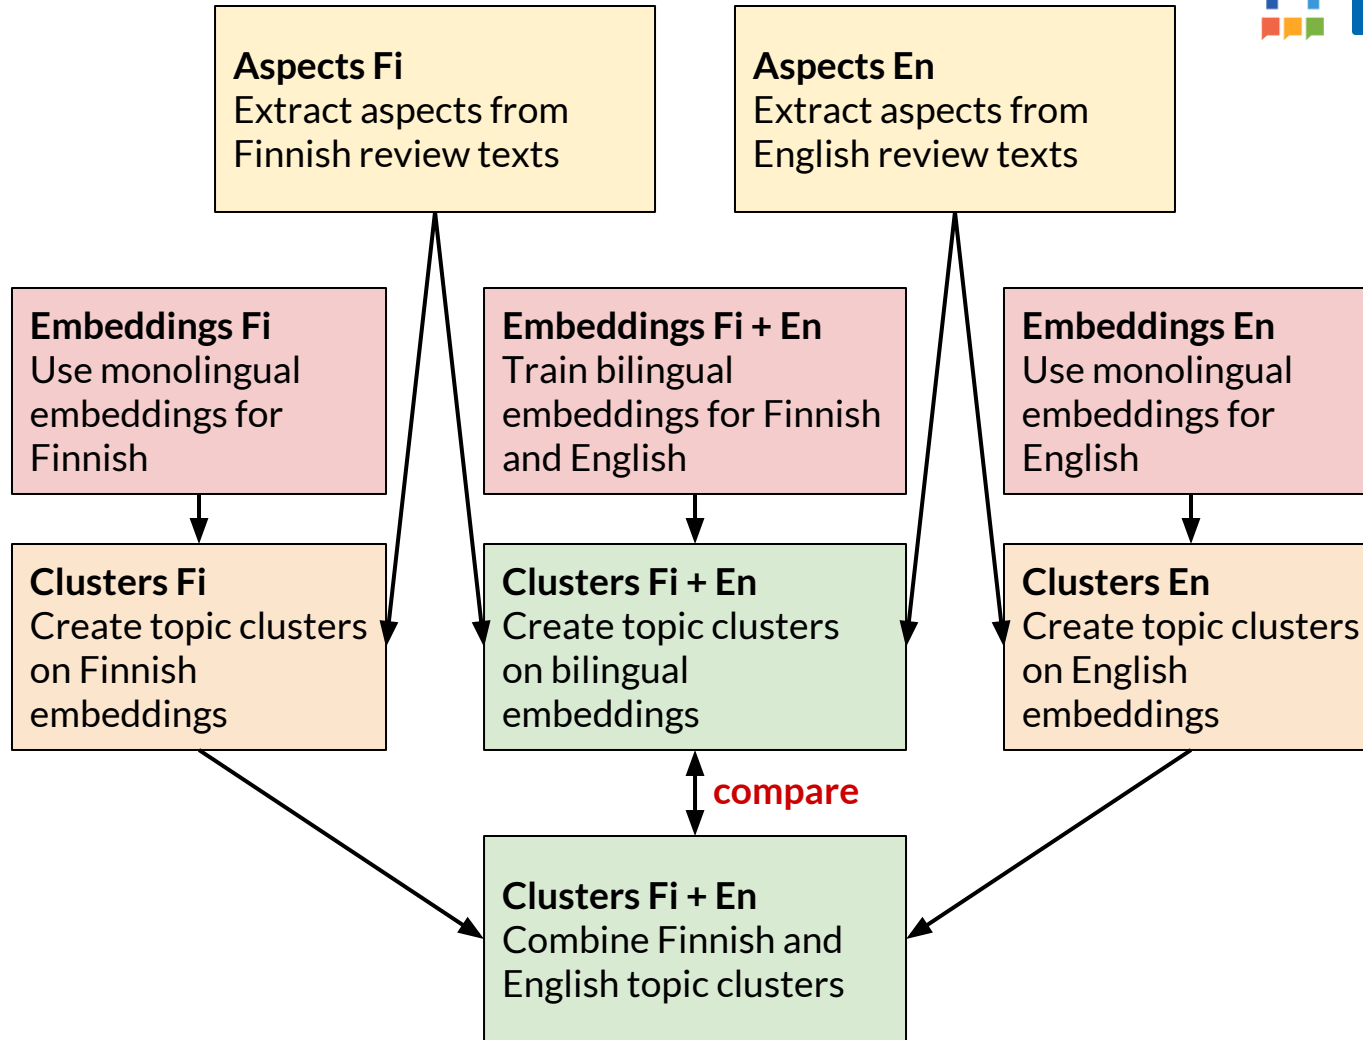 Aspects Fi
Extract aspects from
Finnish review texts
Aspects En
Extract aspects from
English review texts
Embeddings Fi
Use monolingual
embeddings for
Finnish
Embeddings Fi + En
Train bilingual
embeddings for Finnish
and English
Embeddings En
Use monolingual
embeddings for
English
Clusters Fi
Create topic clusters
on Finnish
embeddings
Clusters Fi + En
Create topic clusters
on bilingual
embeddings
Clusters En
Create topic clusters
on English
embeddings
compare
Clusters Fi + En
Combine Finnish and
English topic clusters